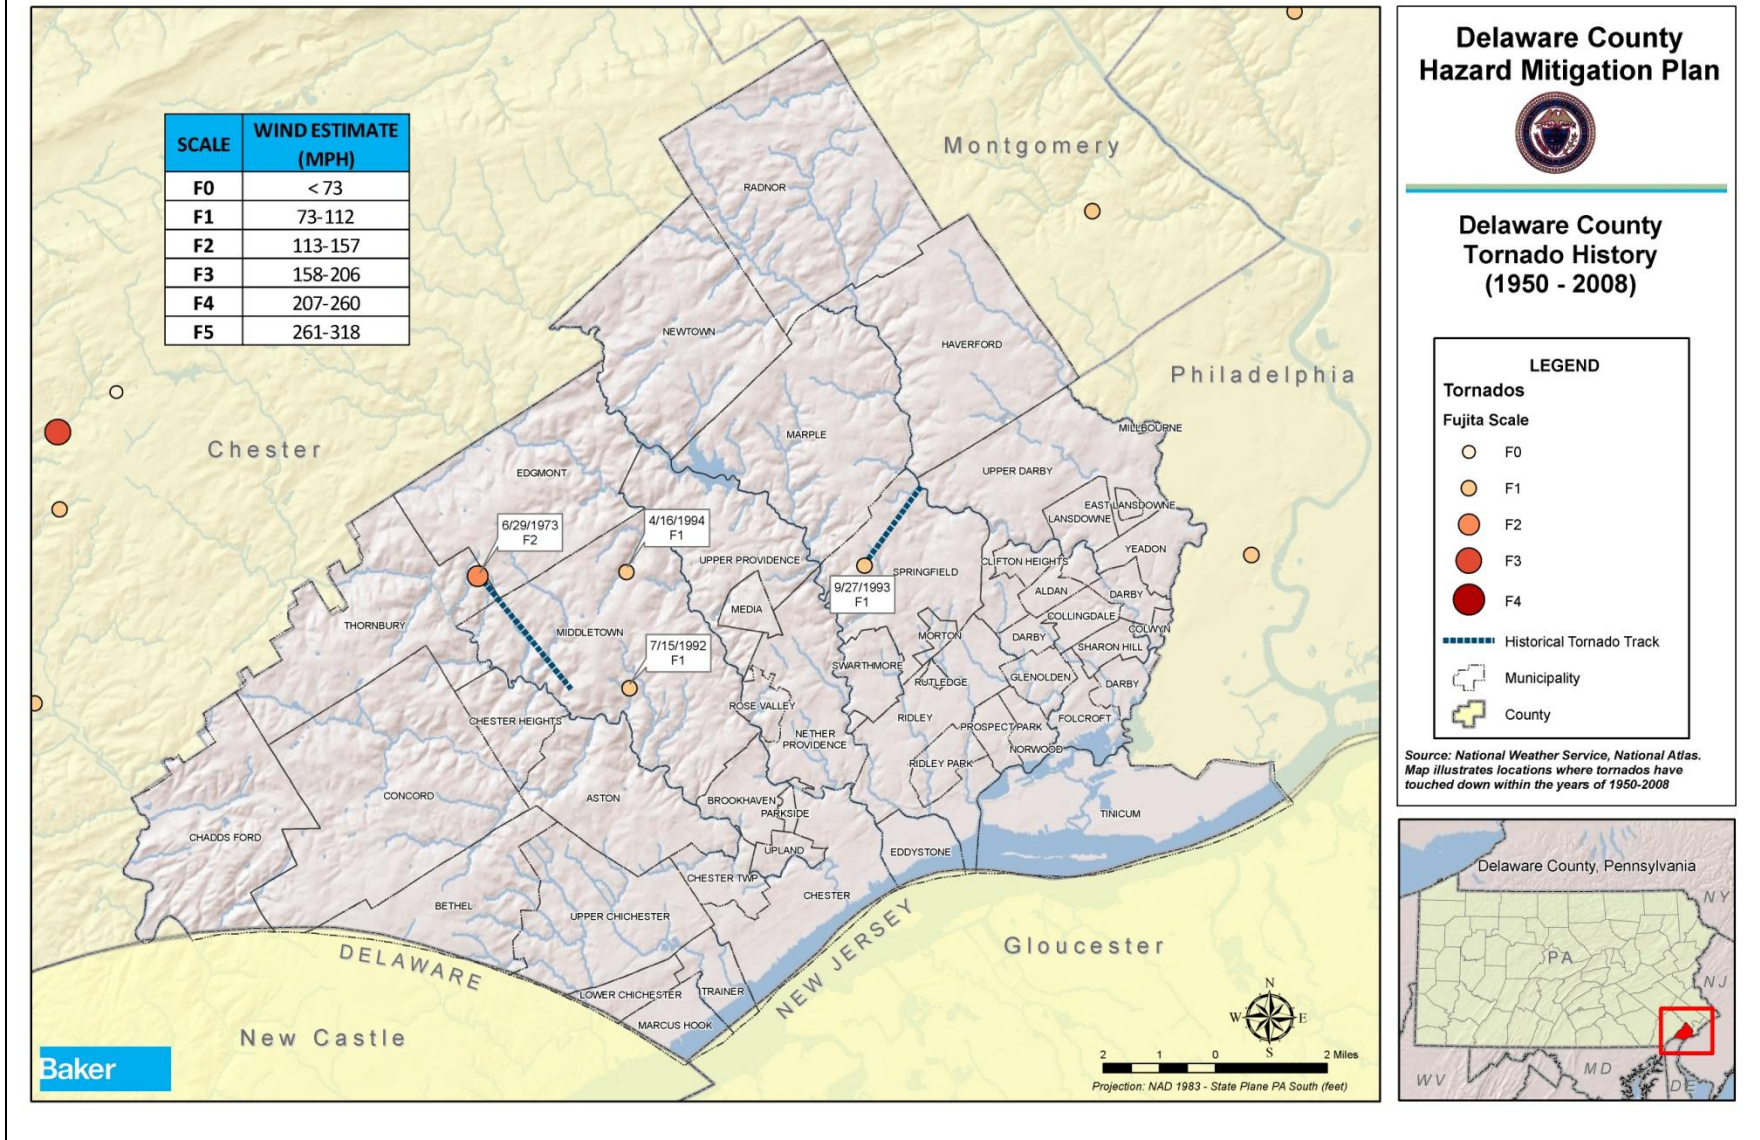 SCALE WIND ESTIMATE (MPH)
F0 < 73
F1 73-112
F2 113-157
F3 158-206
F4 207-260
F5 261-318
Montgomery
RADNOR
NEWTOWN
HAVERFORD
Philadelphia
Chester
MARPLE
MILLBOURNE
EDGMONT
UPPER DARBY
6/29/1973
F2
4/16/1994
F1
EAST LANSDOWNE
LANSDOWNE
YEADON
UPPER PROVIDENCE
SPRINGFIELD
CLIFTON HEIGHTS
9/27/1993
F1
ALDAN
DARBY
MEDIA
COLLINGDALE
THORNBURY
MIDDLETOWN
MORTON
DARBY
COLWYN
7/15/1992
F1
SHARON HILL
SWARTHMORE
RUTLEDGE
GLENOLDEN
DARBY
ROSE VALLEY
CHESTER HEIGHTS
RIDLEY
PROSPECT PARK
FOLCROFT
NETHER
PROVIDENCE
NORWOOD
RIDLEY PARK
CONCORD
ASTON
BROOKHAVEN
PARKSIDE
TINICUM
CHADDS FORD
UPLAND
EDDYSTONE
CHESTER TWP
CHESTER
BETHEL
UPPER CHICHESTER
DELAWARE
NEW JERSEY
Gloucester
LOWER CHICHESTER
TRAINER
MARCUS HOOK
New Castle
Baker
N
W E
S
2 1 0 2 Miles
Projection: NAD 1983 - State Plane PA South (feet)
Delaware County
Hazard Mitigation Plan
Delaware County
Tornado History
(1950 - 2008)
LEGEND
Tornados
Fujita Scale
F0
F1
F2
F3
F4
Historical Tornado Track
Municipality
County
Source: National Weather Service, National Atlas.
Map illustrates locations where tornados have
touched down within the years of 1950-2008
Delaware County, Pennsylvania
NY
PA
NJ
MD
WV
DE